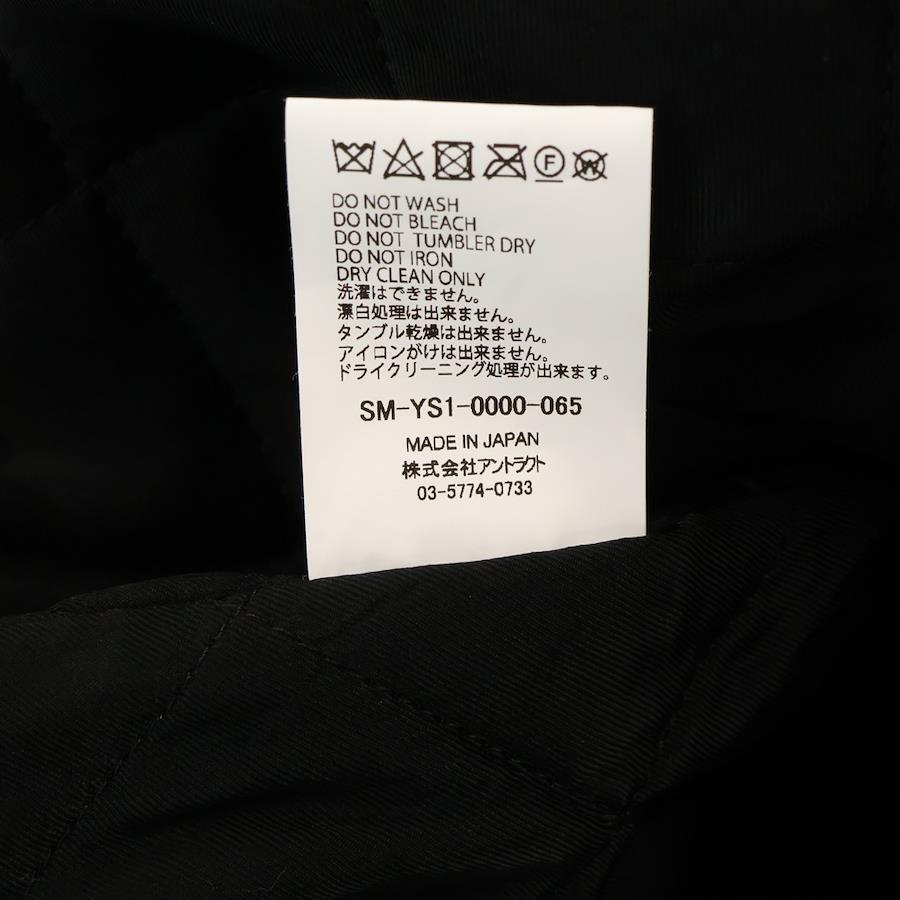 DO NOT WASH
DO NOT BLEACH
DO NOT TUMBLER DRY
DO NOT IRON
DRY CLEAN ONLY
洗濯はできません。
漂白処理は出来ません。
タンブル乾燥は出来ません。
アイロンがけは出来ません。
ドライクリーニング処理が出来ます。
SM-YS1-0000-065
MADE IN JAPAN
株式会社アントラクト
03-5774-0733